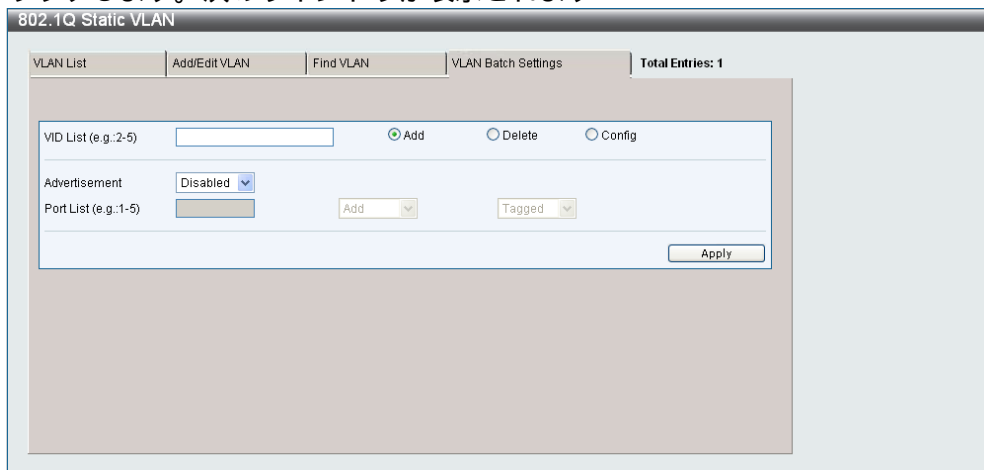 802.1Q Static VLAN
VLAN List Add/Edit VLAN Find VLAN VLAN Batch Settings Total Entries: 1
VID List (e.g.:2-5) Add Delete Config
Advertisement Disabled
Port List (e.g.:1-5) Add Tagged
Apply